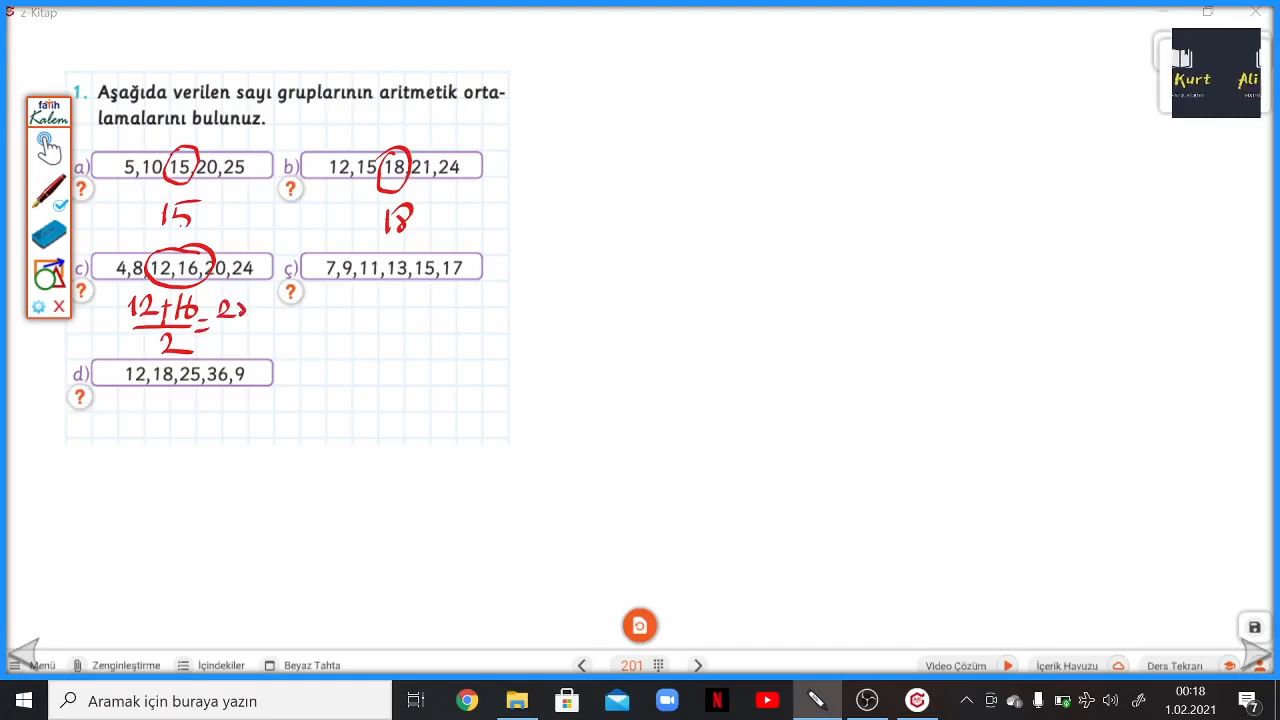 z-Kitap
Kurt Ali
1. Aşağıda verilen sayı gruplarının aritmetik orta-
lamalarını bulunuz.
fatih
Kalem
a) 5,10,15,20,25
b) 12,15,18,21,24
?
?
15
18
c) 4,8,12,16,20,24
ç) 7,9,11,13,15,17
?
?
12+16
2
=
d) 12,18,25,36,9
?
Menü Zenginleştirme İçindekiler Beyaz Tahta 201 Video Çözüm İçerik Havuzu Ders Tekrarı
Aramak için buraya yazın
00:18
1.02.2021
7